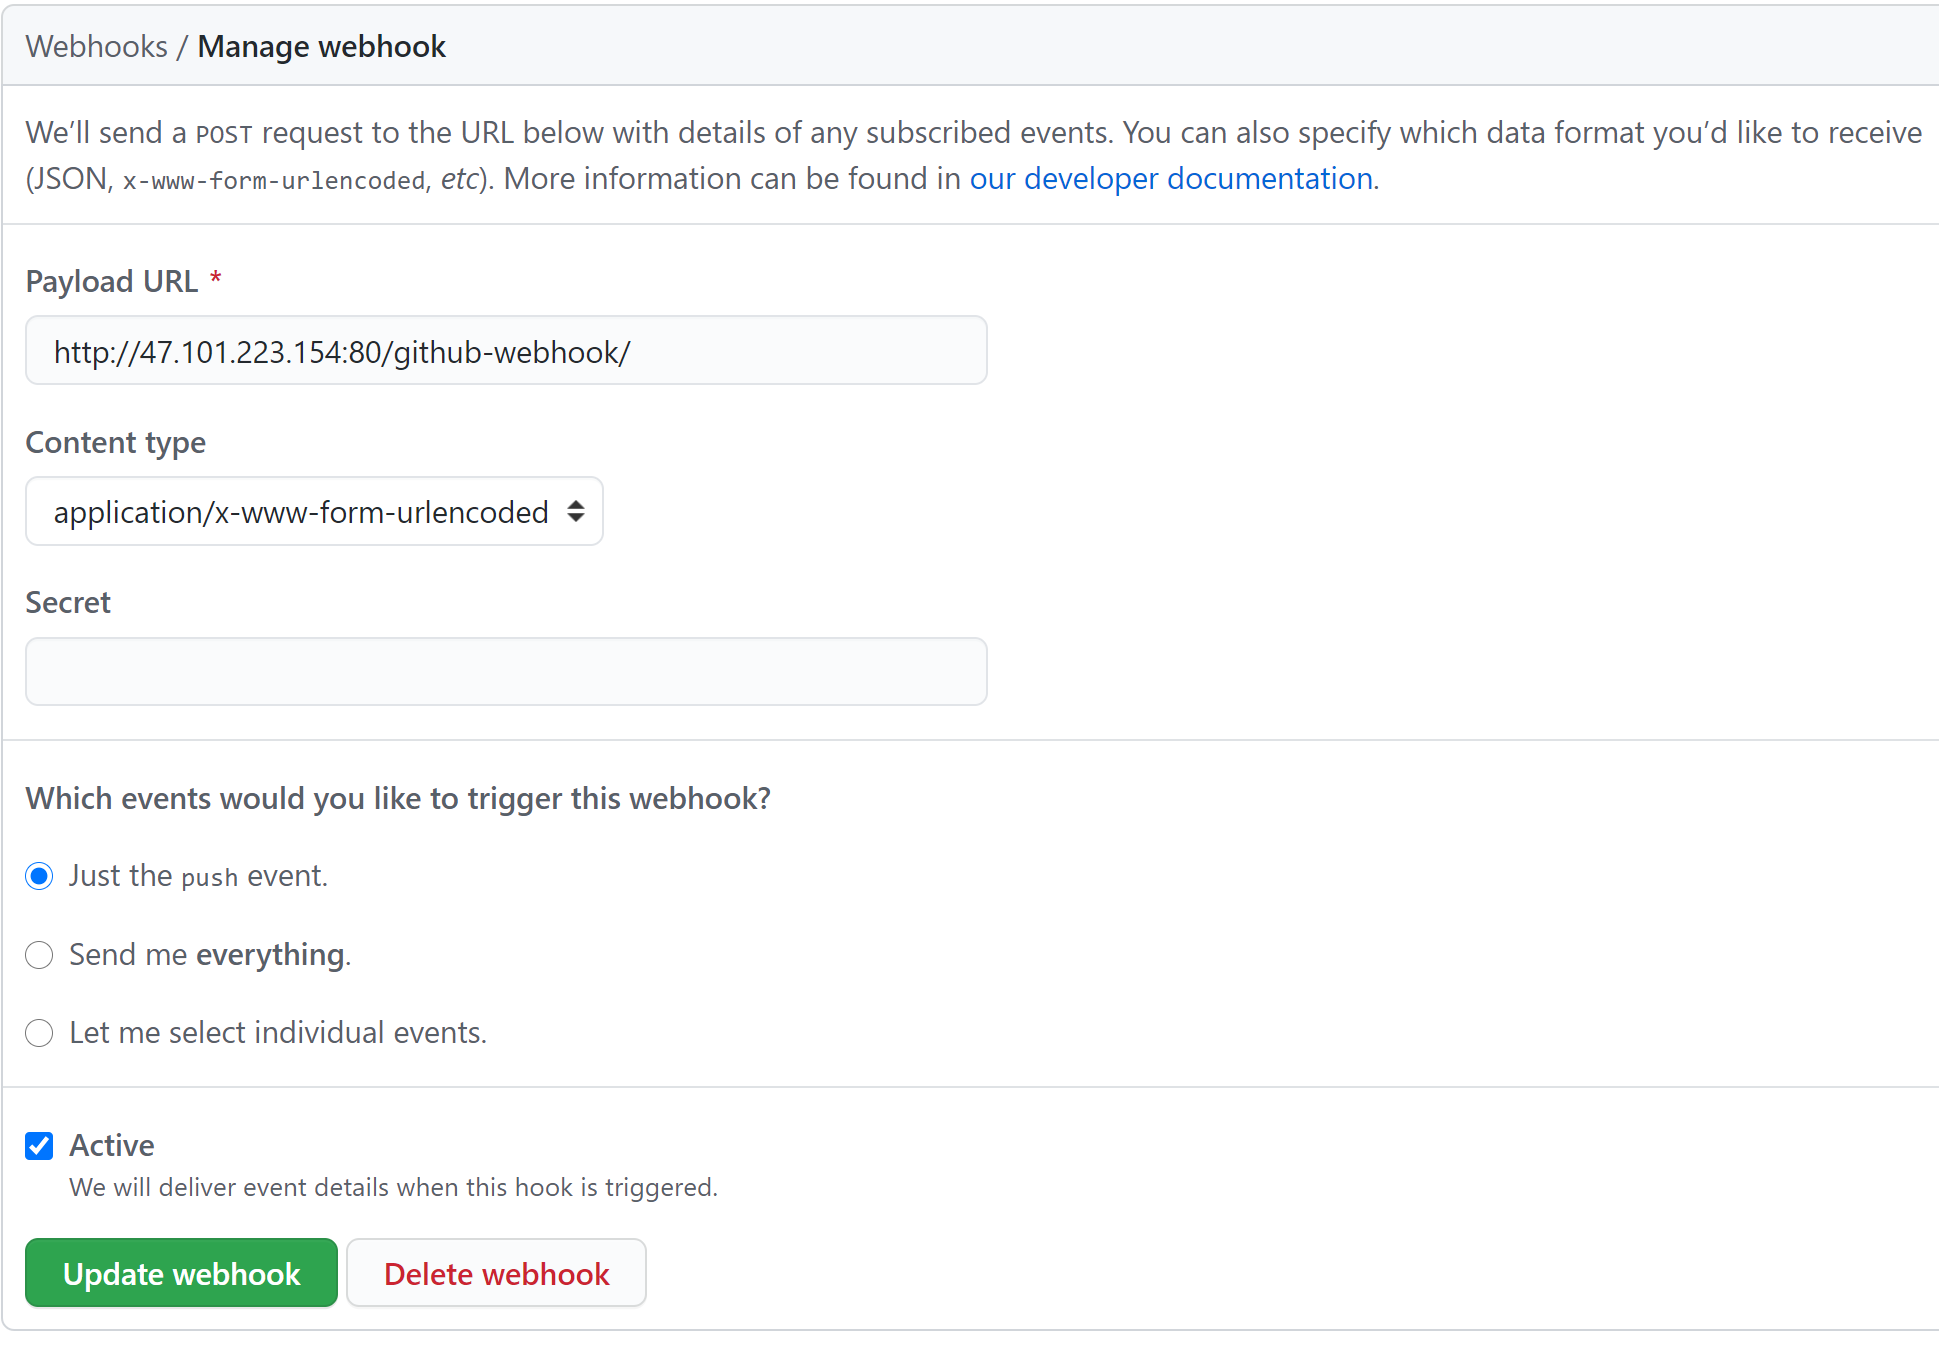 Webhooks / Manage webhook
We’ll send a POST request to the URL below with details of any subscribed events. You can also specify which data format you’d like to receive
(JSON, x-www-form-urlencoded, etc). More information can be found in our developer documentation.
Payload URL *
http://47.101.223.154:80/github-webhook/
Content type
application/x-www-form-urlencoded
Secret
Which events would you like to trigger this webhook?
Just the push event.
Send me everything.
Let me select individual events.
Active
We will deliver event details when this hook is triggered.
Update webhook Delete webhook